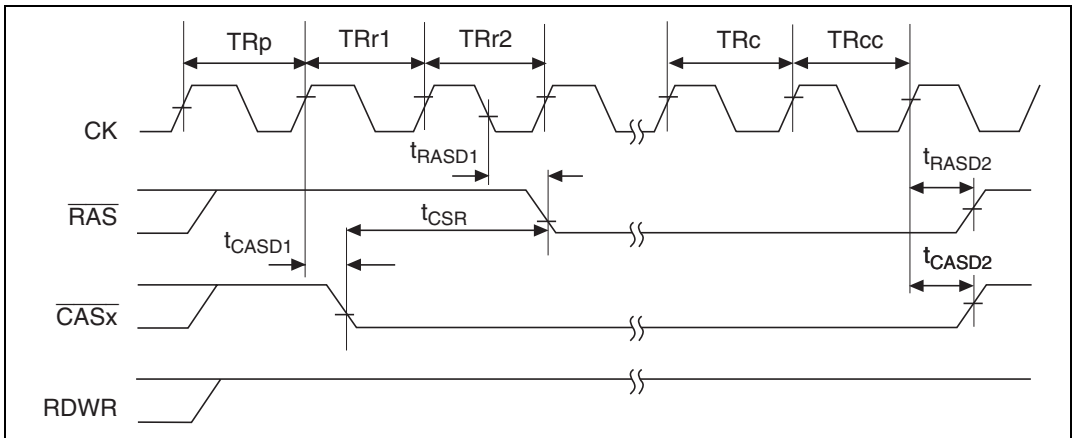 TRp TRr1 TRr2 TRc TRcc
CK
tRASD1 tRASD2
RAS
tCSR
tCASD1 tCASD2
CASx
RDWR